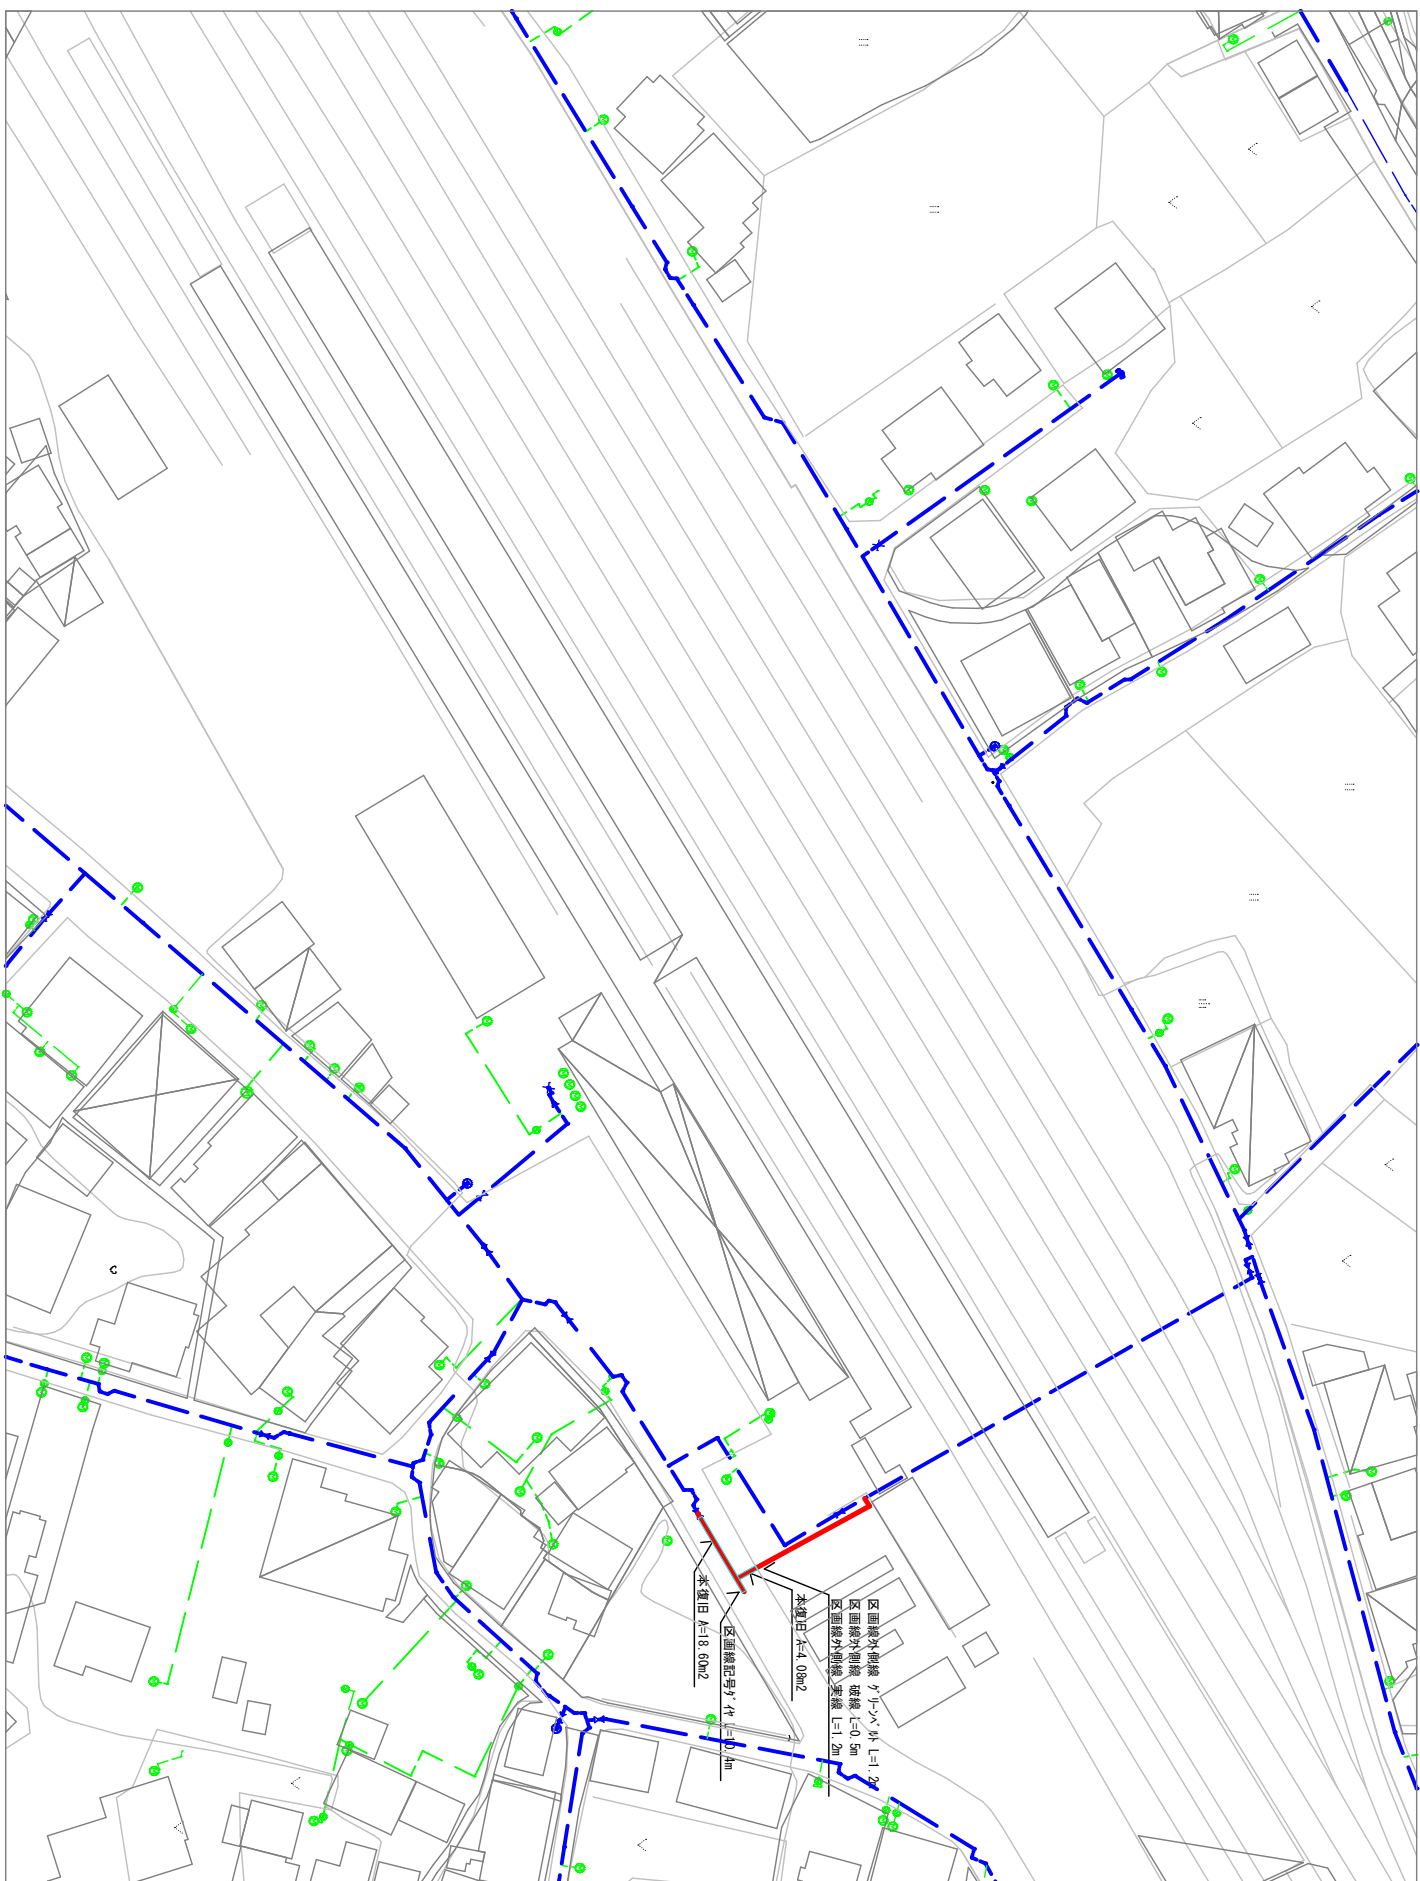 区画線外側線 グリーンベルト L=1.2m
区画線外側線 破線 L=0.5m
区画線外側線 実線 L=1.2m
本復旧 A=4.08m2
区画線記号ダイヤ L=10.4m
本復旧 A=18.60m2